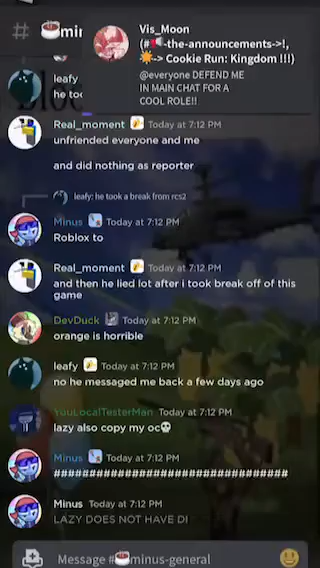 # minu
Vis_Moon
(#📢-the-announcements->!,
☀️-> Cookie Run: Kingdom !!!)
@everyone DEFEND ME
IN MAIN CHAT FOR A
COOL ROLE!!
leafy
he too
Real_moment Today at 7:12 PM
unfriended everyone and me
and did nothing as reporter
leafy: he took a break from rcs2
Minus Today at 7:12 PM
Roblox to
Real_moment Today at 7:12 PM
and then he lied lot after i took break off of this
game
DevDuck Today at 7:12 PM
orange is horrible
leafy Today at 7:12 PM
no he messaged me back a few days ago
YuuLocalTesterMan Today at 7:12 PM
lazy also copy my oc💀
Minus Today at 7:12 PM
################################
Minus Today at 7:12 PM
LAZY DOES NOT HAVE DI
Message #☕minus-general